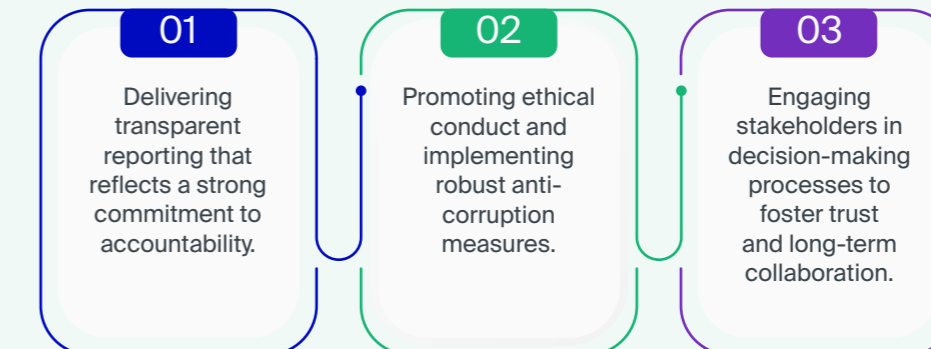 01
Delivering
transparent
reporting that
reflects a strong
commitment to
accountability.
02
Promoting ethical
conduct and
implementing
robust anti-
corruption
measures.
03
Engaging
stakeholders in
decision-making
processes to
foster trust
and long-term
collaboration.